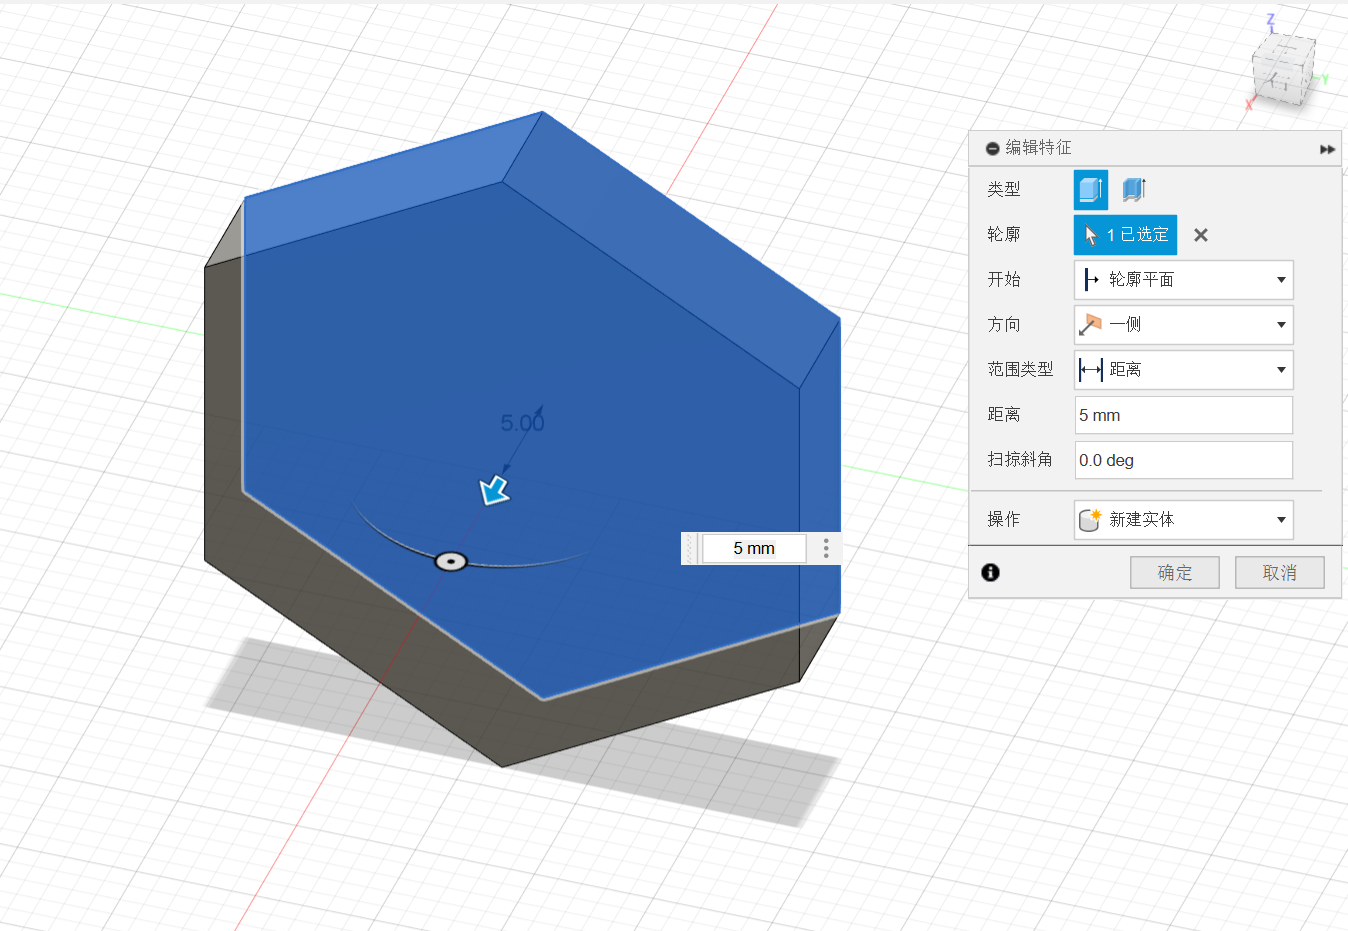 Z
Y
X
编辑特征
类型
轮廓 1 已选定
开始 轮廓平面
方向 一侧
范围类型 距离
距离 5 mm
扫掠斜角 0.0 deg
操作 新建实体
确定 取消
5.00
5 mm